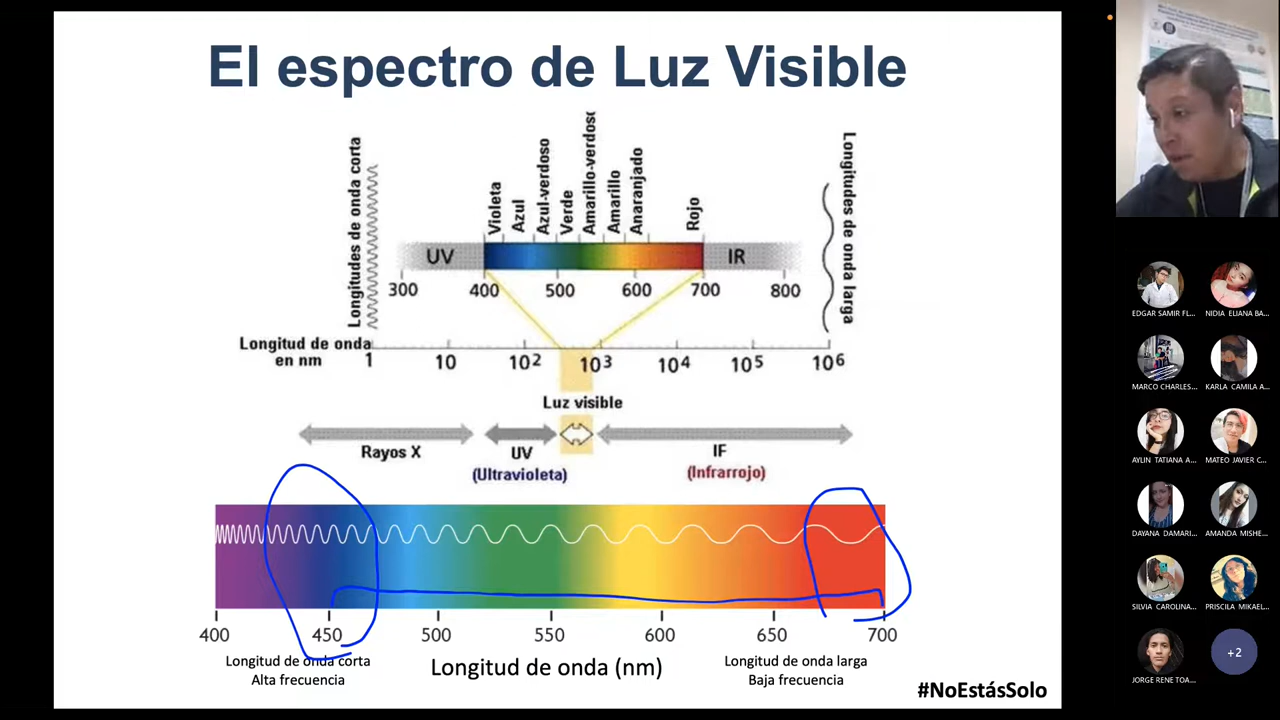 El espectro de Luz Visible
Longitudes de onda corta
Violeta
Azul
Azul-verdoso
Verde
Amarillo-verdoso
Amarillo
Anaranjado
Rojo
Longitudes de onda larga
UV
IR
300 400 500 600 700 800
Longitud de onda
en nm
1 10 10² 10³ 10⁴ 10⁵ 10⁶
Luz visible
Rayos X
UV
(Ultravioleta)
IF
(Infrarrojo)
400 450 500 550 600 650 700
Longitud de onda corta
Alta frecuencia
Longitud de onda (nm)
Longitud de onda larga
Baja frecuencia
#NoEstásSolo
EDGAR SAMIR FL...
NIDIA ELIANA BA...
MARCO CHARLES...
KARLA CAMILA A...
AYLIN TATIANA A...
MATEO JAVIER C...
DAYANA DAMARI...
AMANDA MISHE...
SILVIA CAROLINA...
PRISCILA MIKAEL...
JORGE RENE TOA...
+2